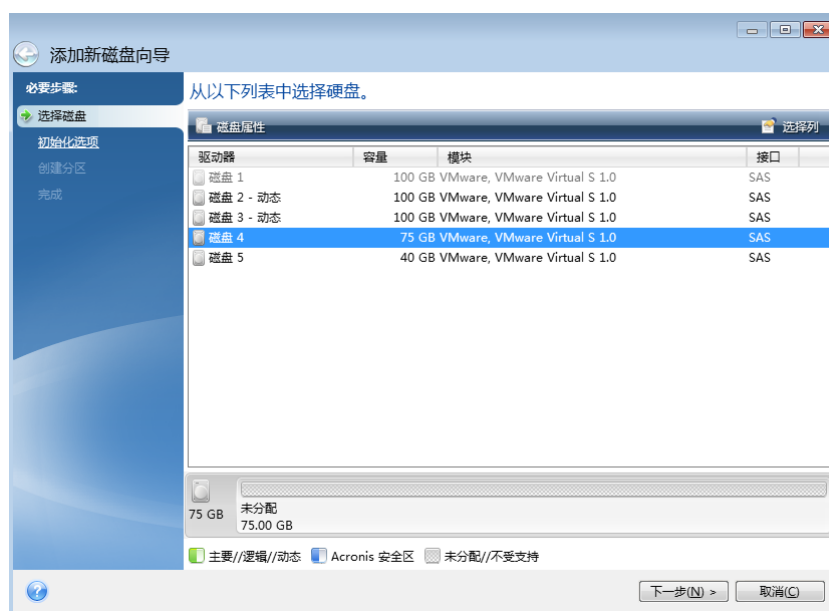 添加新磁盘向导
必要步骤:
选择磁盘
初始化选项
创建分区
完成
从以下列表中选择硬盘。
磁盘属性 选择列
驱动器 容量 模块 接口
磁盘 1 100 GB VMware, VMware Virtual S 1.0 SAS
磁盘 2 - 动态 100 GB VMware, VMware Virtual S 1.0 SAS
磁盘 3 - 动态 100 GB VMware, VMware Virtual S 1.0 SAS
磁盘 4 75 GB VMware, VMware Virtual S 1.0 SAS
磁盘 5 40 GB VMware, VMware Virtual S 1.0 SAS
75 GB 未分配
75.00 GB
主要//逻辑//动态 Acronis 安全区 未分配//不受支持
下一步(N) > 取消(C)